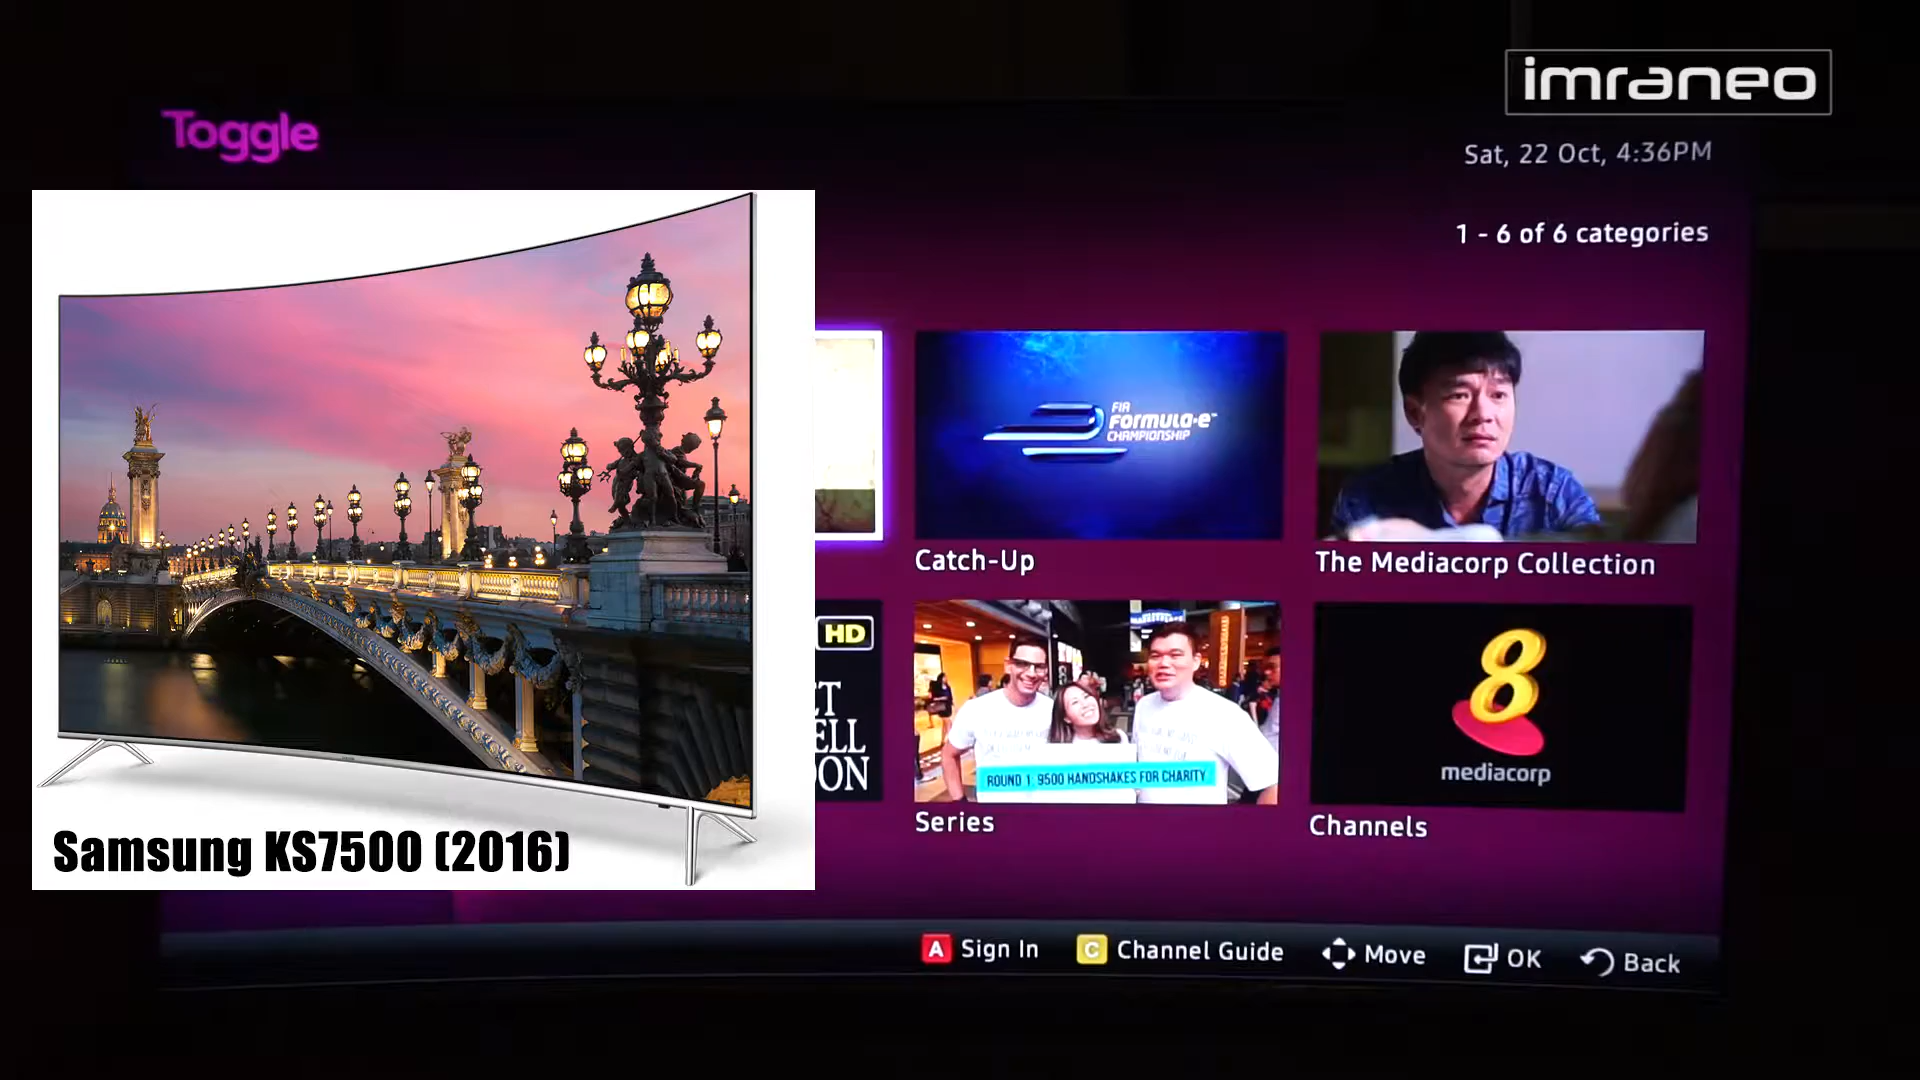 imraneo
Toggle
Sat, 22 Oct, 4:36PM
1 - 6 of 6 categories
FIA
FORMULA-e
CHAMPIONSHIP
Catch-Up
The Mediacorp Collection
HD
ELL
ROUND 1: 9500 HANDSHAKES FOR CHARITY
8
mediacorp
Series
Channels
Samsung KS7500 (2016)
A Sign In
C Channel Guide
Move
OK
Back